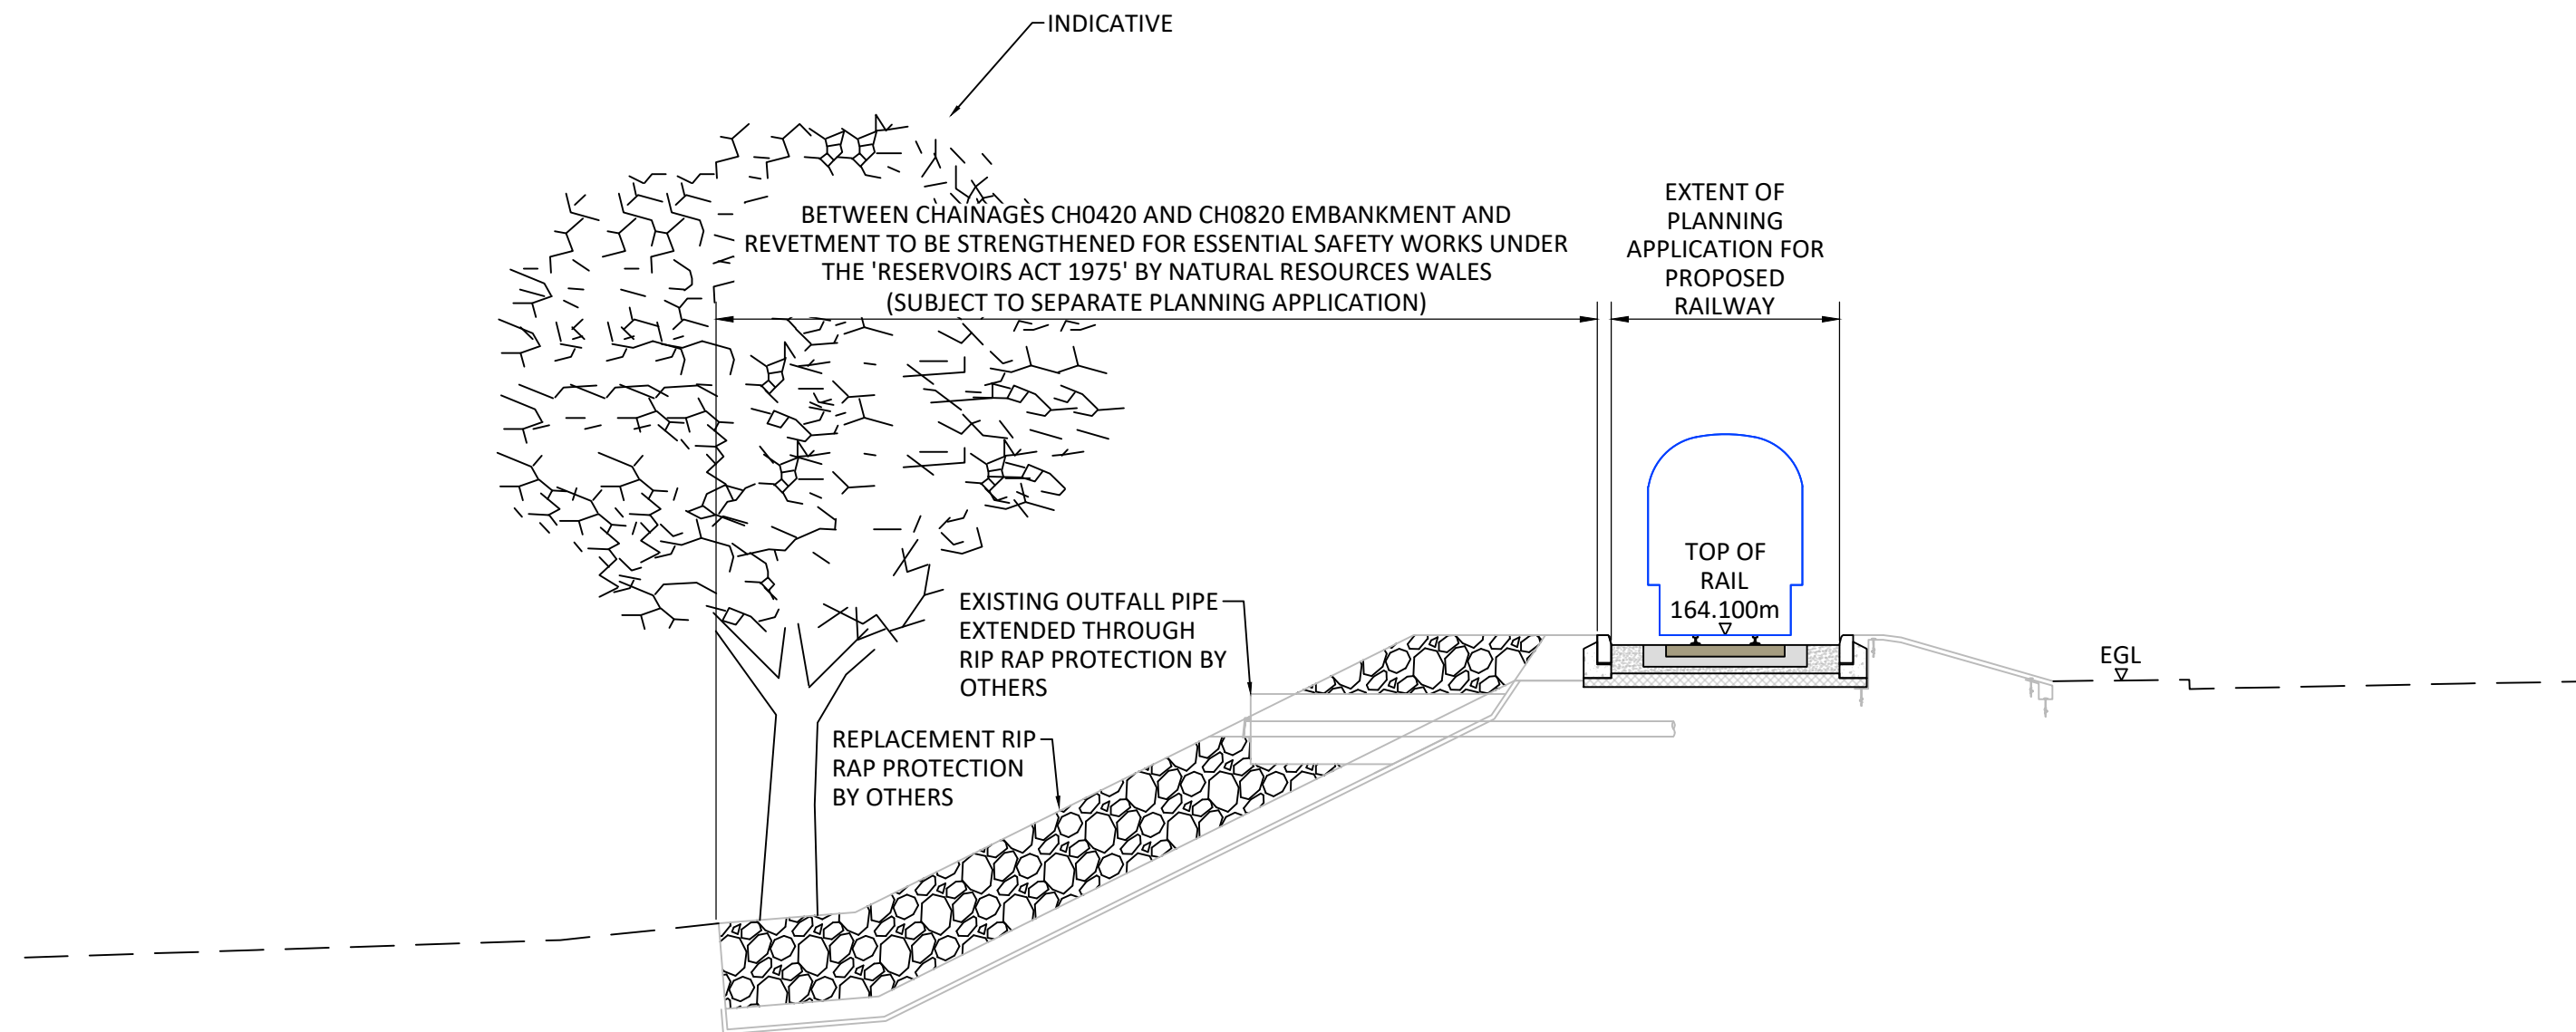 INDICATIVE
BETWEEN CHAINAGES CH0420 AND CH0820 EMBANKMENT AND
REVETMENT TO BE STRENGTHENED FOR ESSENTIAL SAFETY WORKS UNDER
THE 'RESERVOIRS ACT 1975' BY NATURAL RESOURCES WALES
(SUBJECT TO SEPARATE PLANNING APPLICATION)
EXTENT OF
PLANNING
APPLICATION FOR
PROPOSED
RAILWAY
TOP OF
RAIL
164.100m
EXISTING OUTFALL PIPE
EXTENDED THROUGH
RIP RAP PROTECTION BY
OTHERS
EGL
REPLACEMENT RIP
RAP PROTECTION
BY OTHERS